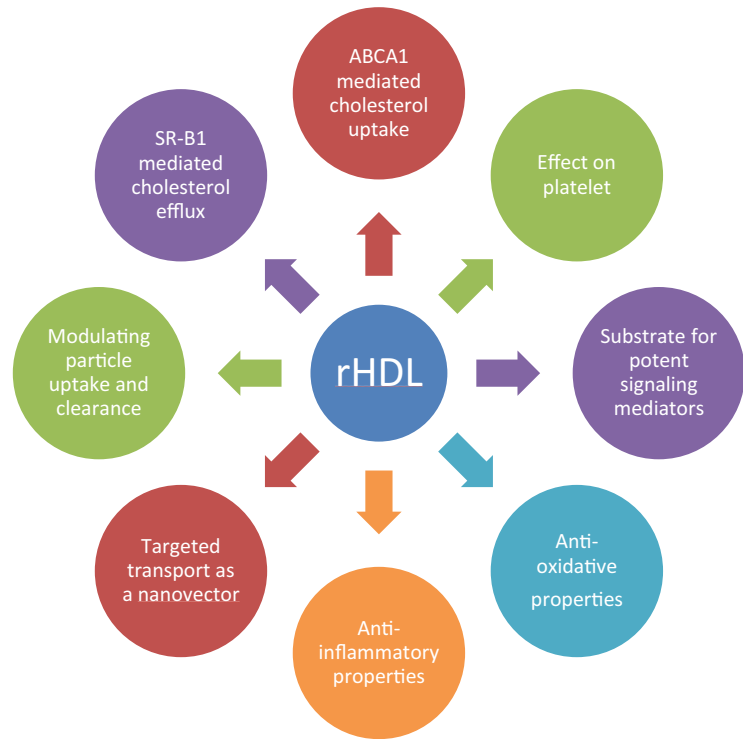 ABCA1
mediated
cholesterol
uptake
Effect on
platelet
Substrate for
potent
signaling
mediators
Anti-
oxidative
properties
Anti-
inflammatory
properties
Targeted
transport as
a nanovector
Modulating
particle
uptake and
clearance
SR-B1
mediated
cholesterol
efflux
rHDL